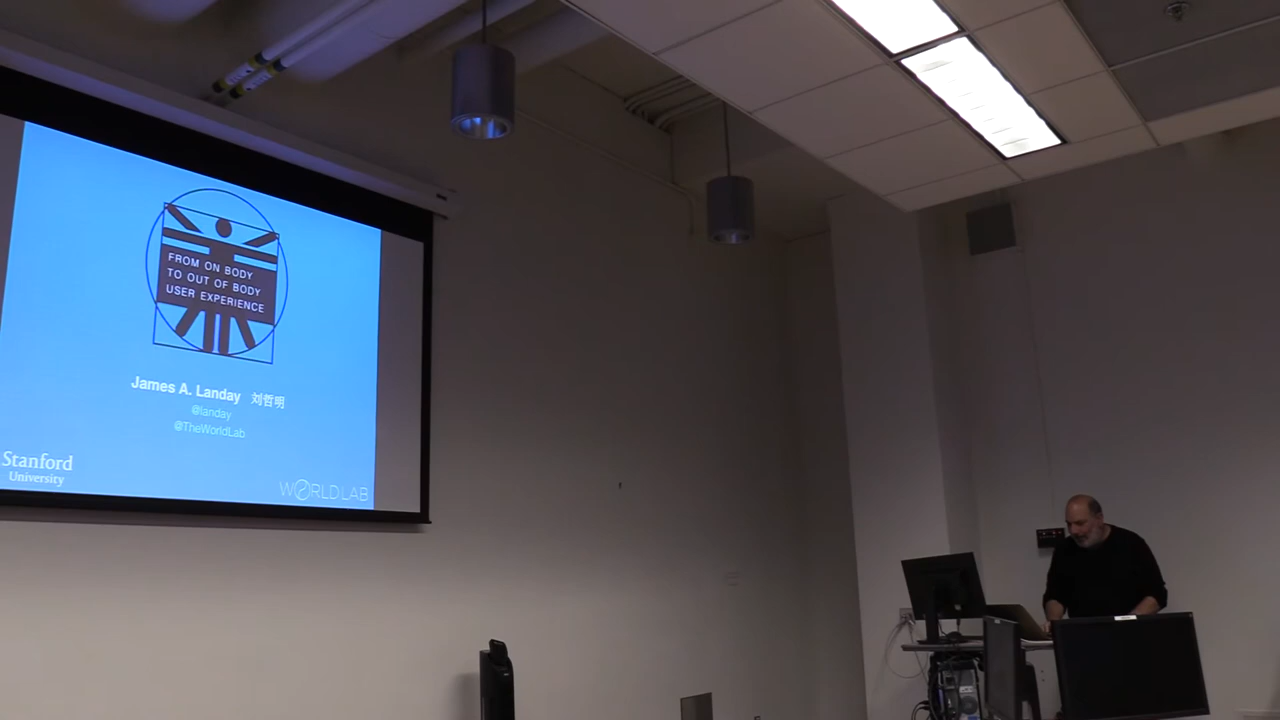 FROM ON BODY
TO OUT OF BODY
USER EXPERIENCE
James A. Landay 刘哲明
@landay
@TheWorldLab
Stanford
University
WORLD LAB